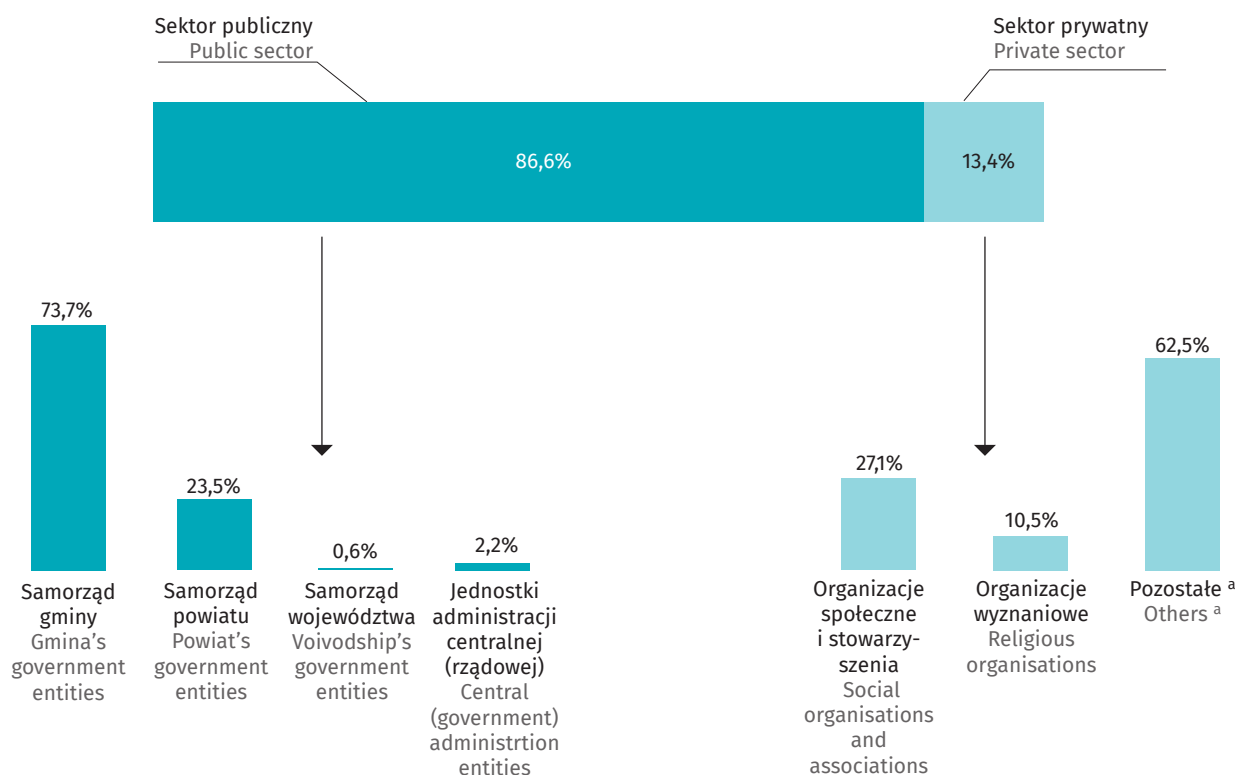 Sektor publiczny
Public sector
Sektor prywatny
Private sector
86,6%
13,4%
73,7%
23,5%
0,6%
2,2%
27,1%
10,5%
62,5%
Samorząd
gminy
Gmina's
government
entities
Samorząd
powiatu
Powiat's
government
entities
Samorząd
województwa
Voivodship's
government
entities
Jednostki
administracji
centralnej
(rządowej)
Central
(government)
administrtion
entities
Organizacje
społeczne
i stowarzy-
szenia
Social
organisations
and
associations
Organizacje
wyznaniowe
Religious
organisations
Pozostałe a
Others a